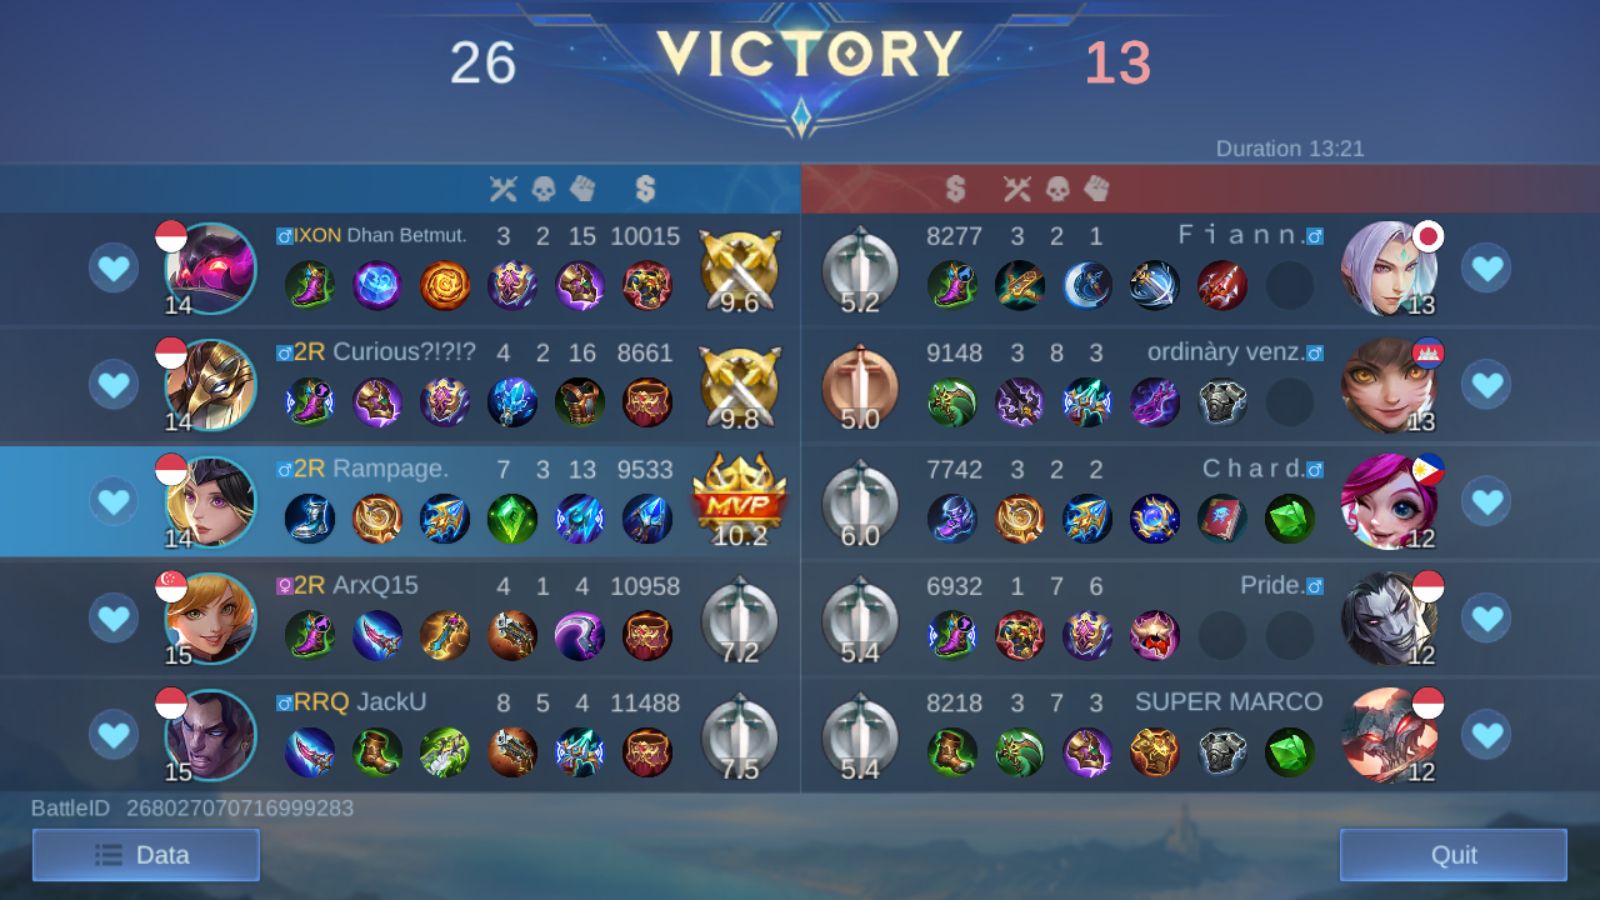 26 VICTORY 13
Duration 13:21
14 IXON Dhan Betmut. 3 2 15 10015 9.6
5.2 8277 3 2 1 F i a n n. 13
14 2R Curious?!?!? 4 2 16 8661 9.8
5.0 9148 3 8 3 ordinàry venz. 13
14 2R Rampage. 7 3 13 9533 MVP 10.2
6.0 7742 3 2 2 C h a r d. 12
15 2R ArxQ15 4 1 4 10958 7.2
5.4 6932 1 7 6 Pride. 12
15 RRQ JackU 8 5 4 11488 7.5
5.4 8218 3 7 3 SUPER MARCO 12
BattleID 268027070716999283
Data
Quit